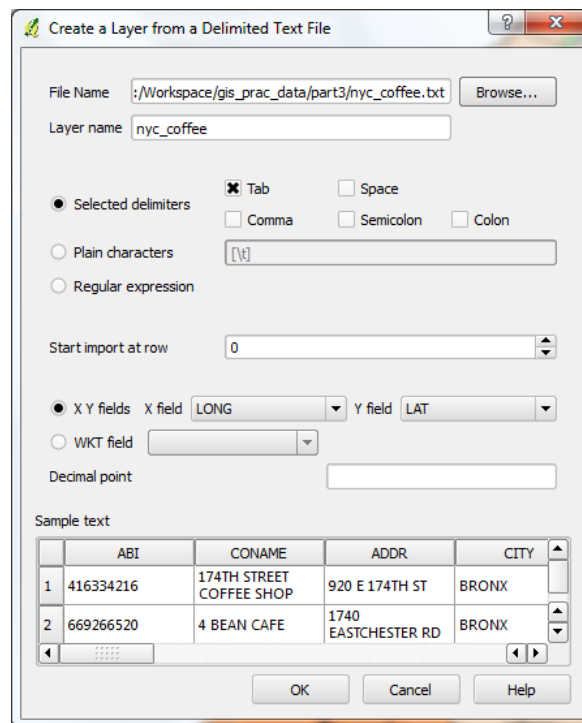 Create a Layer from a Delimited Text File
File Name :/Workspace/gis_prac_data/part3/nyc_coffee.txt Browse...
Layer name nyc_coffee
Selected delimiters
Tab Space
Comma Semicolon Colon
Plain characters [\t]
Regular expression
Start import at row 0
X Y fields X field LONG Y field LAT
WKT field
Decimal point
Sample text
ABI CONAME ADDR CITY
1 416334216 174TH STREET COFFEE SHOP 920 E 174TH ST BRONX
2 669266520 4 BEAN CAFE 1740 EASTCHESTER RD BRONX
OK Cancel Help